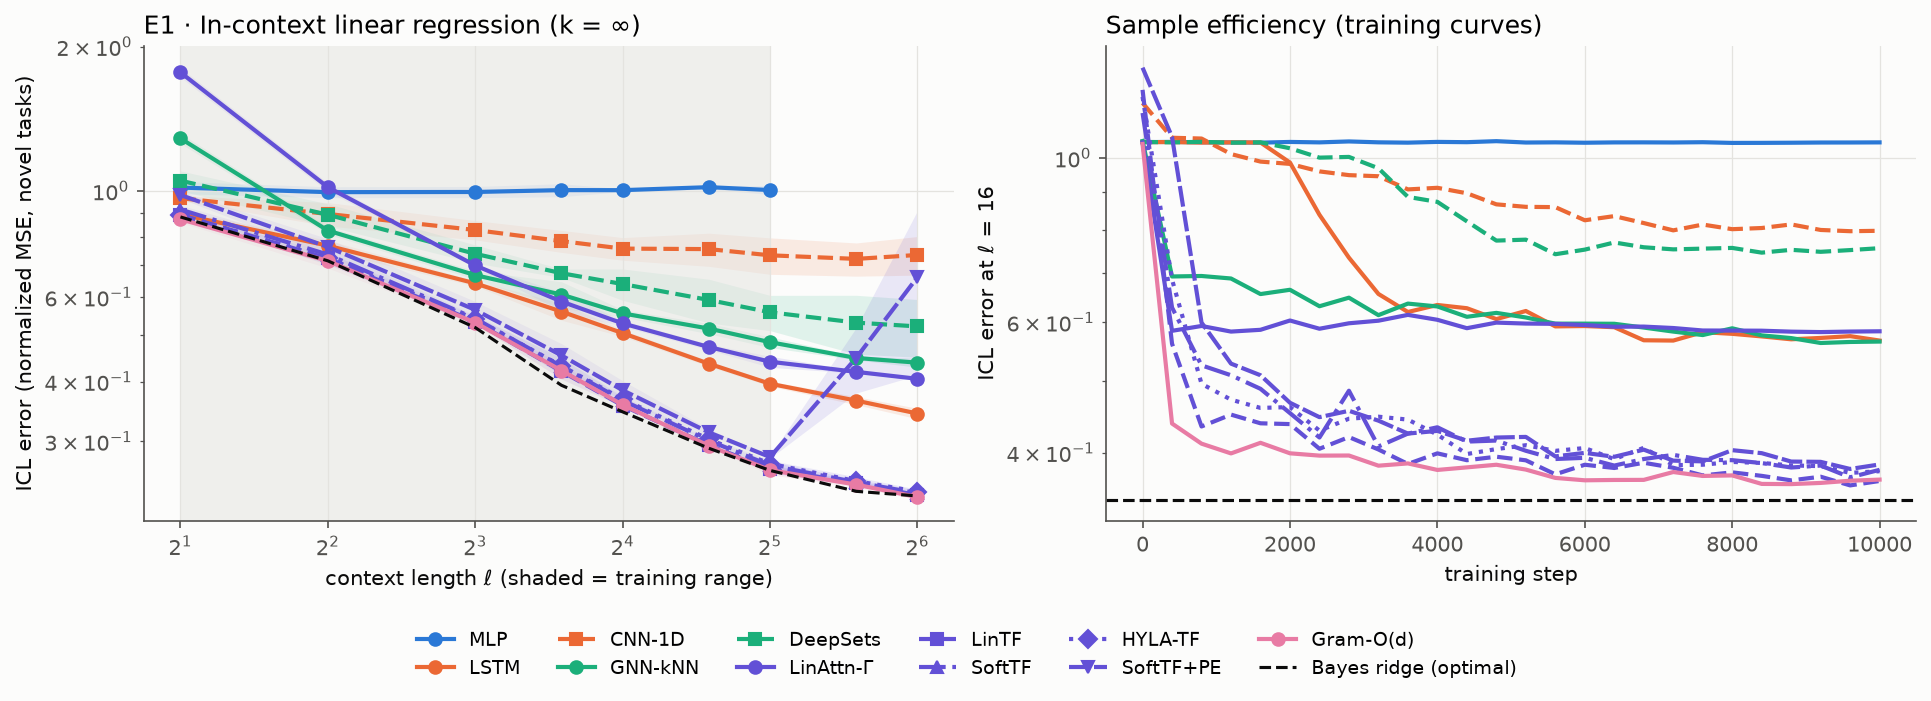 E1 · In-context linear regression (k = ∞)
ICL error (normalized MSE, novel tasks)
2 × 10⁰
10⁰
6 × 10⁻¹
4 × 10⁻¹
3 × 10⁻¹
2¹ 2² 2³ 2⁴ 2⁵ 2⁶
context length ℓ (shaded = training range)
Sample efficiency (training curves)
ICL error at ℓ = 16
10⁰
6 × 10⁻¹
4 × 10⁻¹
0 2000 4000 6000 8000 10000
training step
MLP CNN-1D DeepSets LinTF HYLA-TF Gram-O(d)
LSTM GNN-kNN LinAttn-Γ SoftTF SoftTF+PE Bayes ridge (optimal)